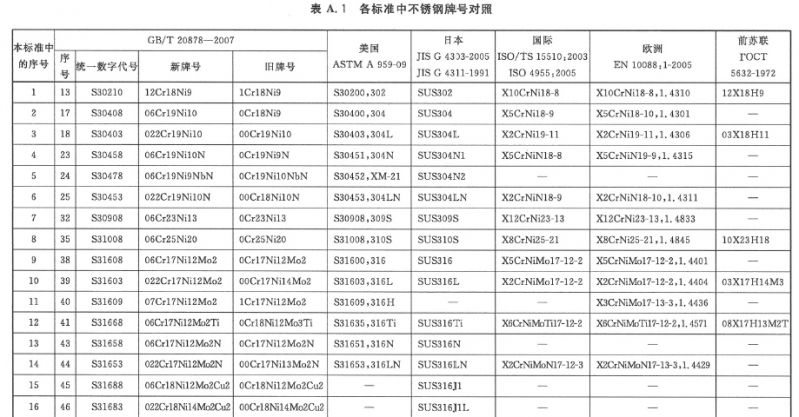 表 A.1 各标准中不锈钢牌号对照
本标准中的序号 GB/T 20878—2007 美国 ASTM A 959-09 日本 JIS G 4303-2005 JIS G 4311-1991 国际 ISO/TS 15510:2003 ISO 4955:2005 欧洲 EN 10088:1-2005 前苏联 ГОСТ 5632-1972
序号 统一数字代号 新牌号 旧牌号
1 13 S30210 12Cr18Ni9 1Cr18Ni9 S30200,302 SUS302 X10CrNi18-8 X10CrNi18-8,1.4310 12X18H9
2 17 S30408 06Cr19Ni10 0Cr18Ni9 S30400,304 SUS304 X5CrNi18-9 X5CrNi18-10,1.4301 —
3 18 S30403 022Cr19Ni10 00Cr19Ni10 S30403,304L SUS304L X2CrNi19-11 X2CrNi19-11,1.4306 03X18H11
4 23 S30458 06Cr19Ni10N 0Cr19Ni9N S30451,304N SUS304N1 X5CrNiN18-8 X5CrNiN19-9,1.4315 —
5 24 S30478 06Cr19Ni9NbN 0Cr19Ni10NbN S30452,XM-21 SUS304N2 — — —
6 25 S30453 022Cr19Ni10N 00Cr18Ni10N S30453,304LN SUS304LN X2CrNiN18-9 X2CrNiN18-10,1.4311 —
7 32 S30908 06Cr23Ni13 0Cr23Ni13 S30908,309S SUS309S X12CrNi23-13 X12CrNi23-13,1.4833 —
8 35 S31008 06Cr25Ni20 0Cr25Ni20 S31008,310S SUS310S X8CrNi25-21 X8CrNi25-21,1.4845 10X23H18
9 38 S31608 06Cr17Ni12Mo2 0Cr17Ni12Mo2 S31600,316 SUS316 X5CrNiMo17-12-2 X5CrNiMo17-12-2,1.4401 —
10 39 S31603 022Cr17Ni12Mo2 00Cr17Ni14Mo2 S31603,316L SUS316L X2CrNiMo17-12-2 X2CrNiMo17-12-2,1.4404 03X17H14M3
11 40 S31609 07Cr17Ni12Mo2 1Cr17Ni12Mo2 S31609,316H — — X3CrNiMo17-13-3,1.4436 —
12 41 S31668 06Cr17Ni12Mo2Ti 0Cr18Ni12Mo3Ti S31635,316Ti SUS316Ti X6CrNiMoTi17-12-2 X6CrNiMoTi17-12-2,1.4571 08X17H13M2T
13 43 S31658 06Cr17Ni12Mo2N 0Cr17Ni12Mo2N S31651,316N SUS316N — — —
14 44 S31653 022Cr17Ni12Mo2N 00Cr17Ni13Mo2N S31653,316LN SUS316LN X2CrNiMoN17-12-3 X2CrNiMoN17-13-3,1.4429 —
15 45 S31688 06Cr18Ni12Mo2Cu2 0Cr18Ni12Mo2Cu2 — SUS316J1 — — —
16 46 S31683 022Cr18Ni14Mo2Cu2 00Cr18Ni14Mo2Cu2 — SUS316J1L — — —